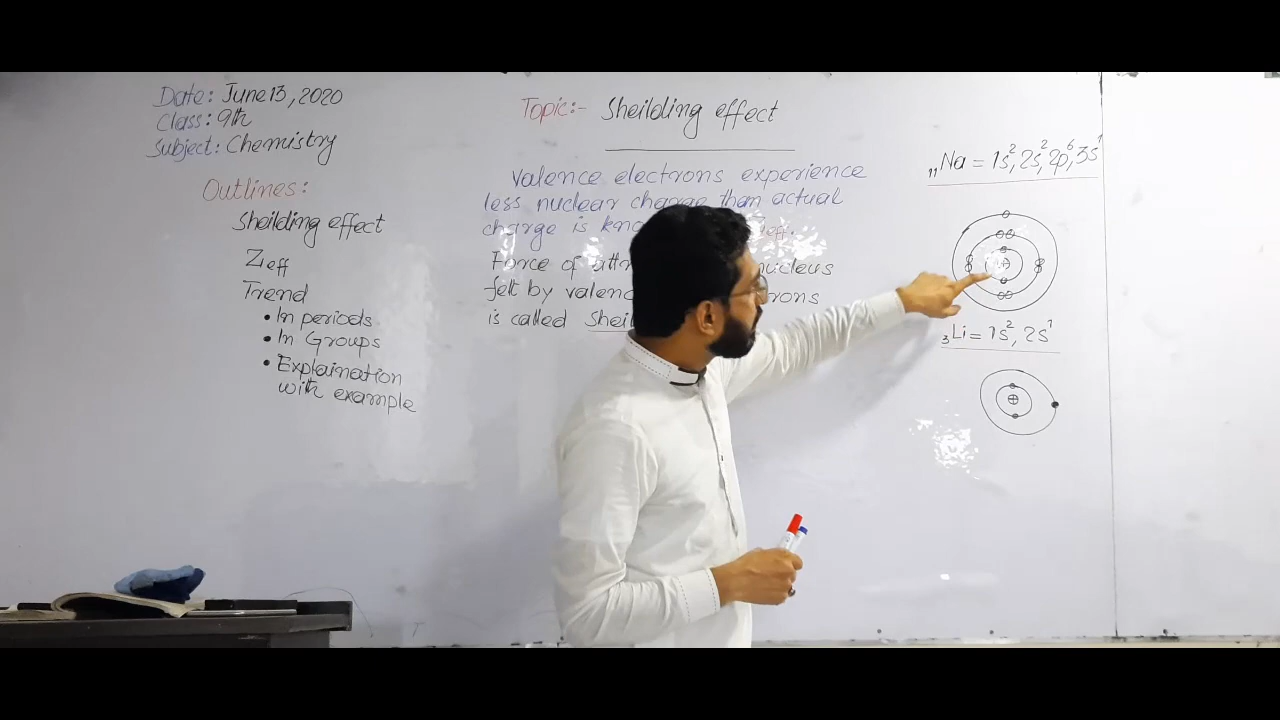 Date: June 13, 2020
Class: 9th
Subject: Chemistry
Outlines:
Sheilding effect
Zeff
Trend
• In periods
• In Groups
• Explaination
with example
Topic:- Sheilding effect
Valence electrons experience
less nuclear charge than actual
charge is eff.
Force of nucleus
felt by
is called
₁₁Na = 1s², 2s², 2p⁶, 3s¹
₃Li = 1s², 2s¹